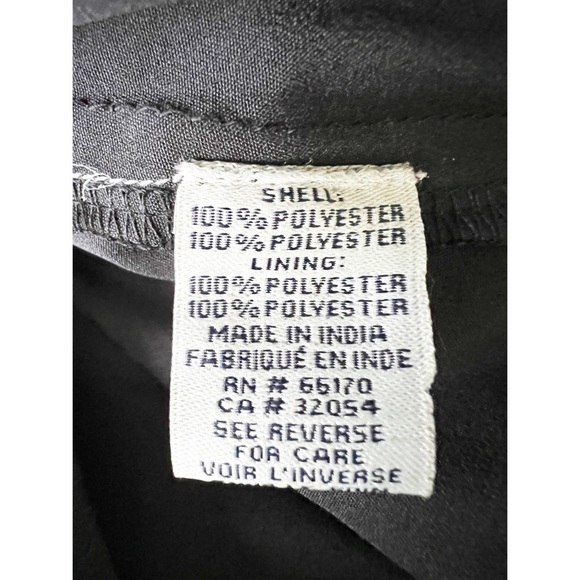 SHELL:
100% POLYESTER
100% POLYESTER
LINING:
100% POLYESTER
100% POLYESTER
MADE IN INDIA
FABRIQUÉ EN INDE
RN # 66170
CA # 32054
SEE REVERSE
FOR CARE
VOIR L'INVERSE